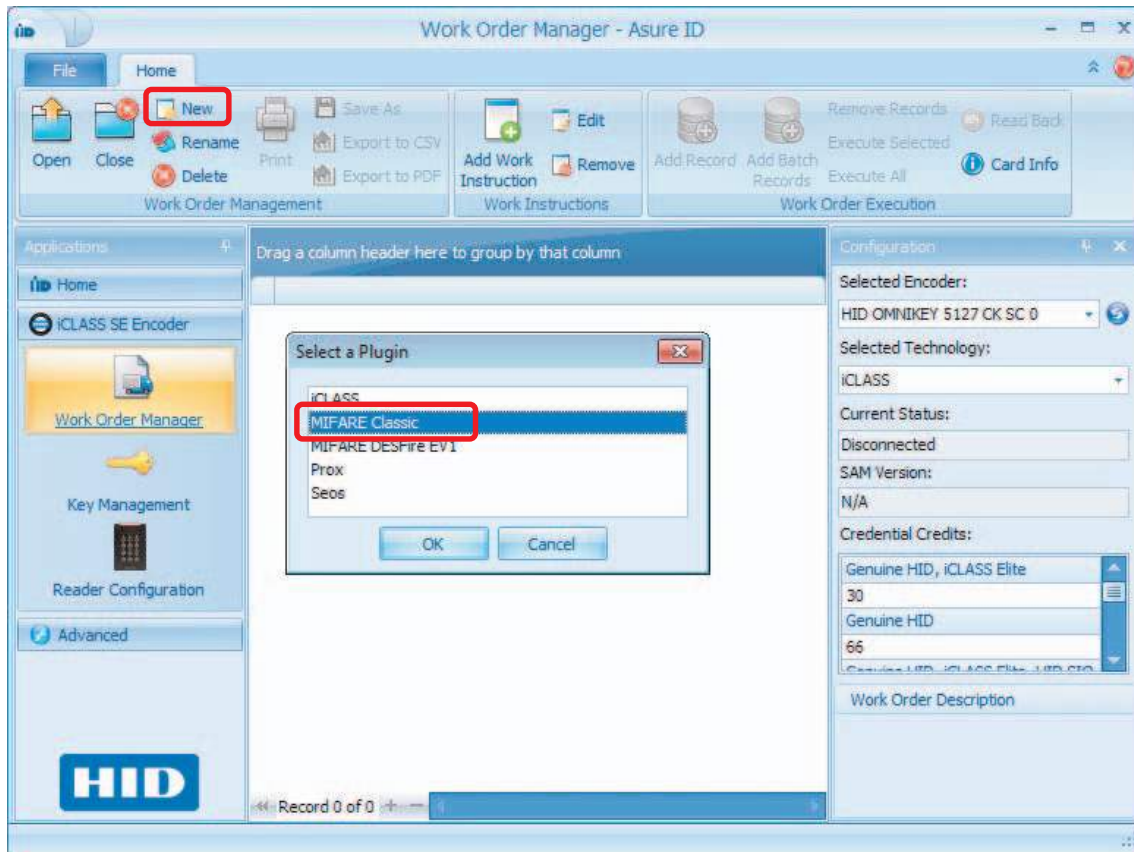 Work Order Manager - Asure ID
File
Home
Open
Close
New
Rename
Delete
Print
Save As
Export to CSV
Export to PDF
Work Order Management
Add Work
Instruction
Edit
Remove
Work Instructions
Add Record
Add Batch
Records
Remove Records
Execute Selected
Execute All
Read Back
Card Info
Work Order Execution
Applications
Home
iCLASS SE Encoder
Work Order Manager
Key Management
Reader Configuration
Advanced
HID
Drag a column header here to group by that column
Select a Plugin
iCLASS
MIFARE Classic
MIFARE DESFire EV1
Prox
Seos
OK
Cancel
Record 0 of 0
Configuration
Selected Encoder:
HID OMNIKEY 5127 CK SC 0
Selected Technology:
iCLASS
Current Status:
Disconnected
SAM Version:
N/A
Credential Credits:
Genuine HID, iCLASS Elite
30
Genuine HID
66
Genuine HID, iCLASS Elite, HID SIO
Work Order Description